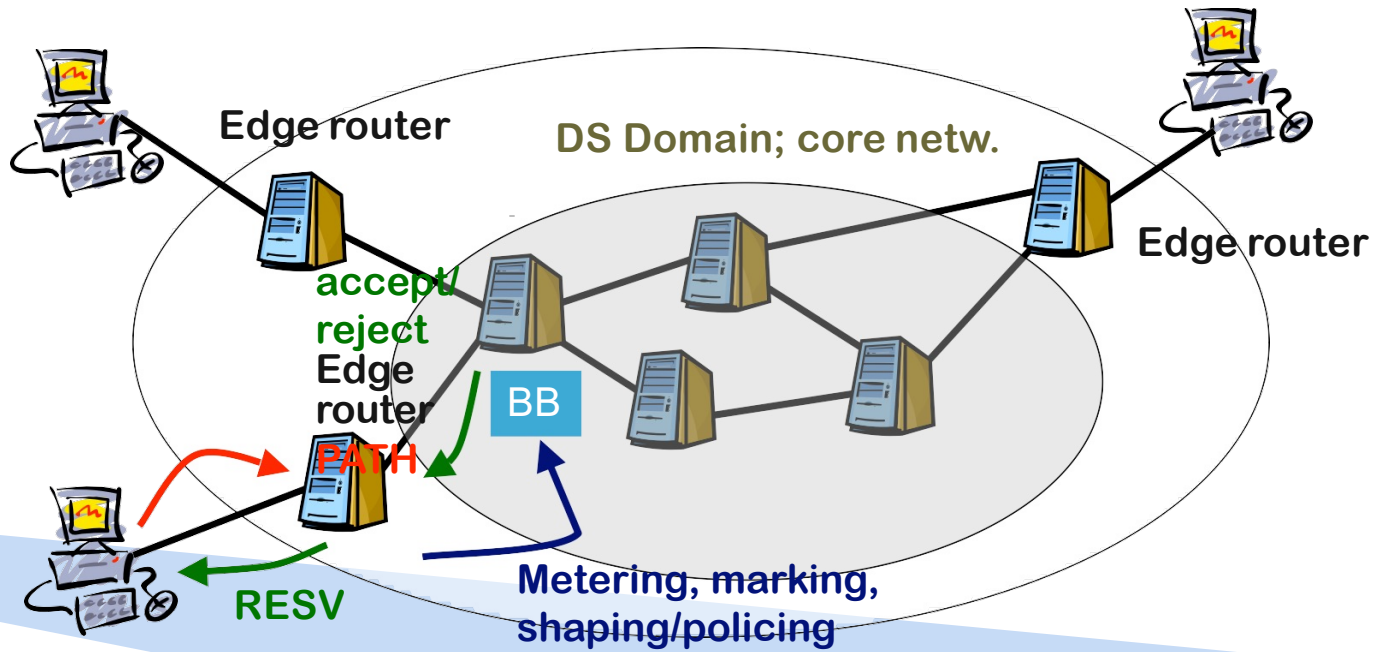 Edge router
DS Domain; core netw.
Edge router
accept/
reject
Edge
router
PATH
BB
RESV
Metering, marking,
shaping/policing